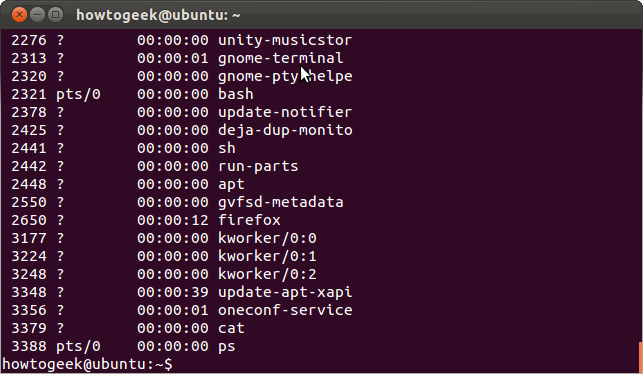 howtogeek@ubuntu: ~
2276 ?        00:00:00 unity-musicstor
2313 ?        00:00:01 gnome-terminal
2320 ?        00:00:00 gnome-pty-helpe
2321 pts/0    00:00:00 bash
2378 ?        00:00:00 update-notifier
2425 ?        00:00:00 deja-dup-monito
2441 ?        00:00:00 sh
2442 ?        00:00:00 run-parts
2448 ?        00:00:00 apt
2550 ?        00:00:00 gvfsd-metadata
2650 ?        00:00:12 firefox
3177 ?        00:00:00 kworker/0:0
3224 ?        00:00:00 kworker/0:1
3248 ?        00:00:00 kworker/0:2
3348 ?        00:00:39 update-apt-xapi
3356 ?        00:00:01 oneconf-service
3379 ?        00:00:00 cat
3388 pts/0    00:00:00 ps
howtogeek@ubuntu:~$